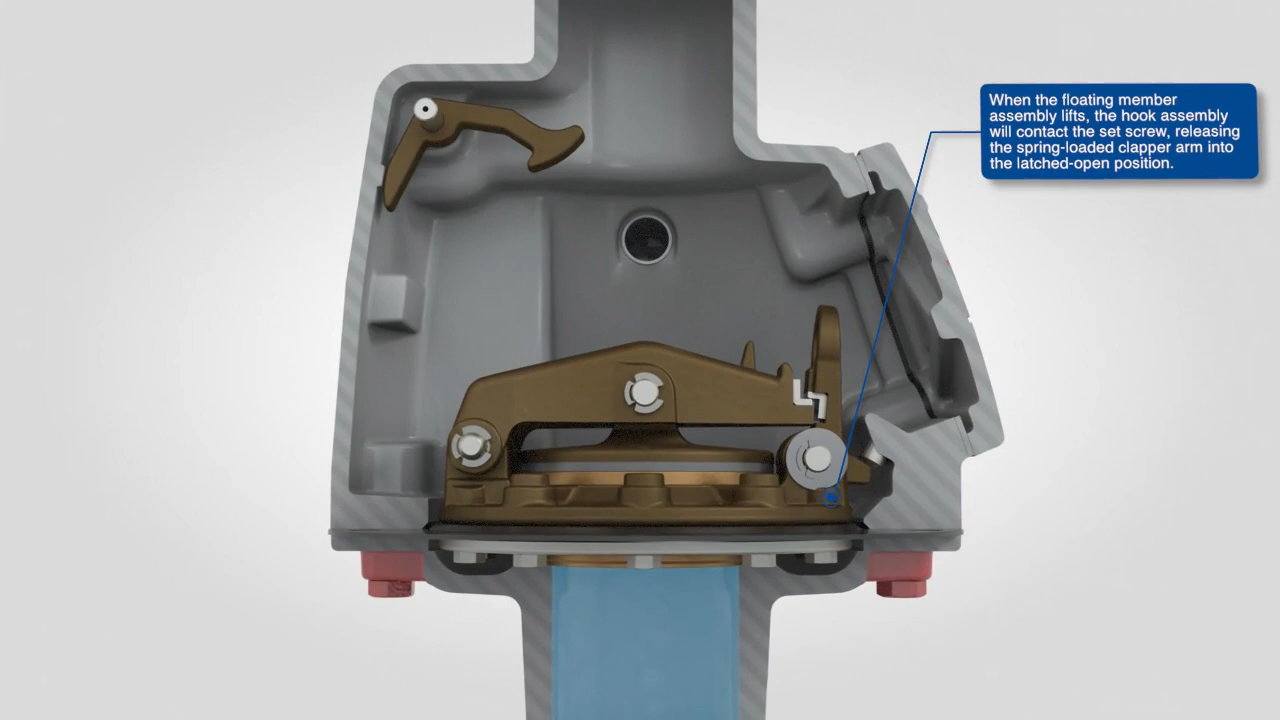 When the floating member
assembly lifts, the hook assembly
will contact the set screw, releasing
the spring-loaded clapper arm into
the latched-open position.